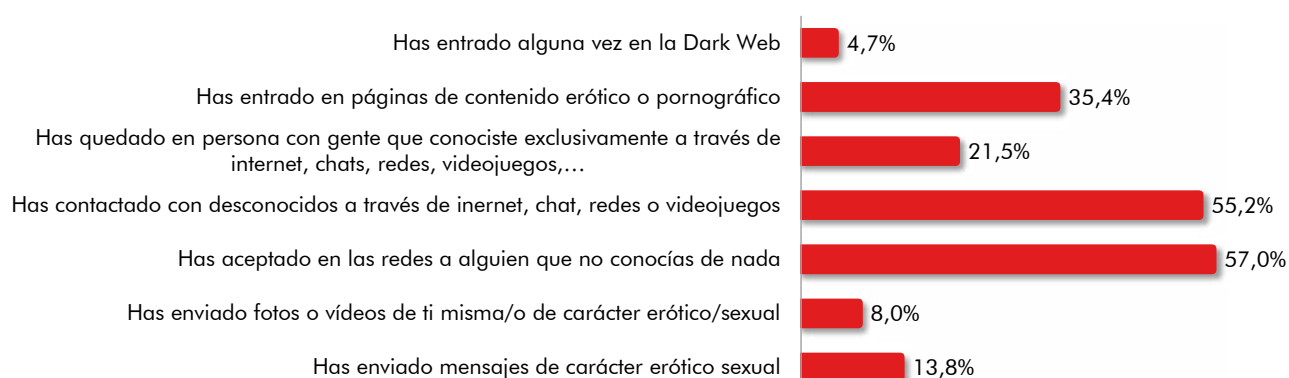 Has entrado alguna vez en la Dark Web
4,7%
Has entrado en páginas de contenido erótico o pornográfico
35,4%
Has quedado en persona con gente que conociste exclusivamente a través de
internet, chats, redes, videojuegos,…
21,5%
Has contactado con desconocidos a través de inernet, chat, redes o videojuegos
55,2%
Has aceptado en las redes a alguien que no conocías de nada
57,0%
Has enviado fotos o vídeos de ti misma/o de carácter erótico/sexual
8,0%
Has enviado mensajes de carácter erótico sexual
13,8%